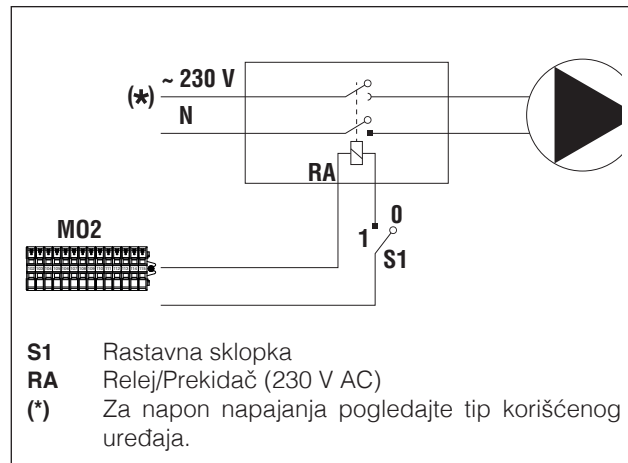 ~ 230 V
(*)
N
RA
MO2
0
1
S1
S1 Rastavna sklopka
RA Relej/Prekidač (230 V AC)
(*) Za napon napajanja pogledajte tip korišćenog
uređaja.